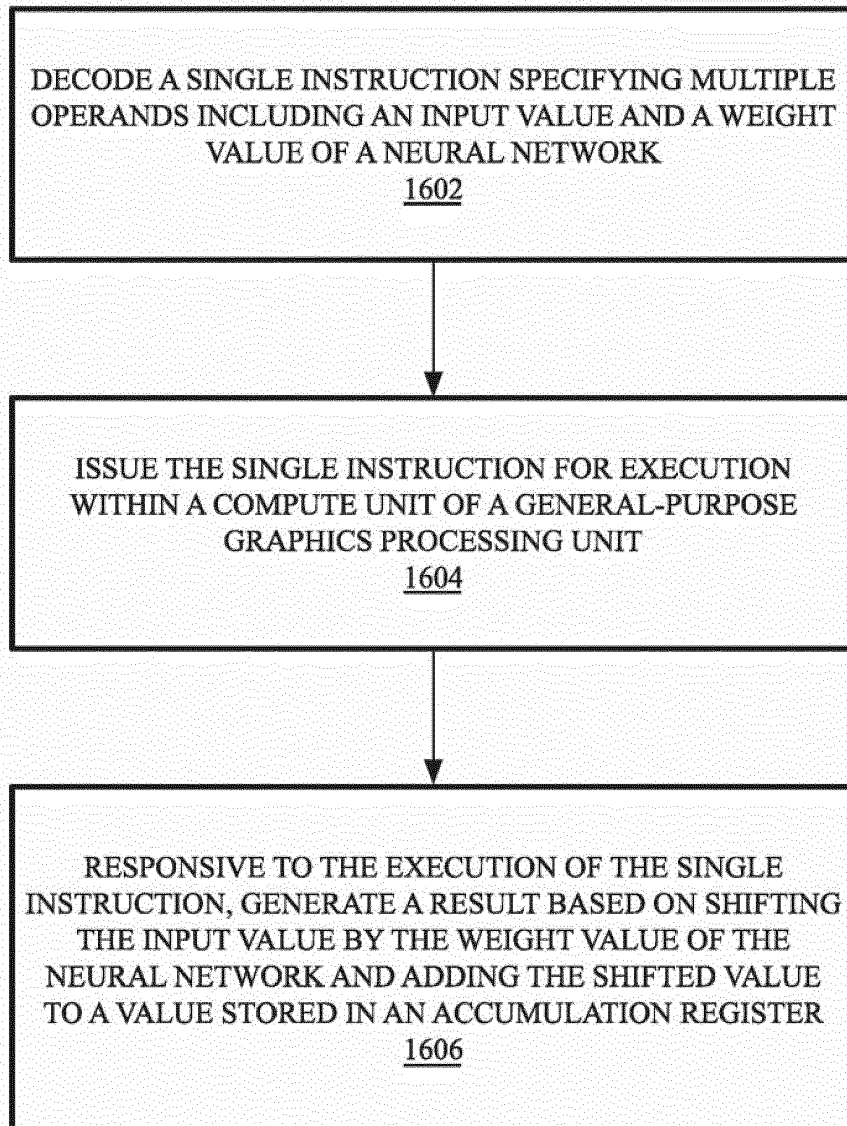 DECODE A SINGLE INSTRUCTION SPECIFYING MULTIPLE
OPERANDS INCLUDING AN INPUT VALUE AND A WEIGHT
VALUE OF A NEURAL NETWORK
1602
ISSUE THE SINGLE INSTRUCTION FOR EXECUTION
WITHIN A COMPUTE UNIT OF A GENERAL-PURPOSE
GRAPHICS PROCESSING UNIT
1604
RESPONSIVE TO THE EXECUTION OF THE SINGLE
INSTRUCTION, GENERATE A RESULT BASED ON SHIFTING
THE INPUT VALUE BY THE WEIGHT VALUE OF THE
NEURAL NETWORK AND ADDING THE SHIFTED VALUE
TO A VALUE STORED IN AN ACCUMULATION REGISTER
1606